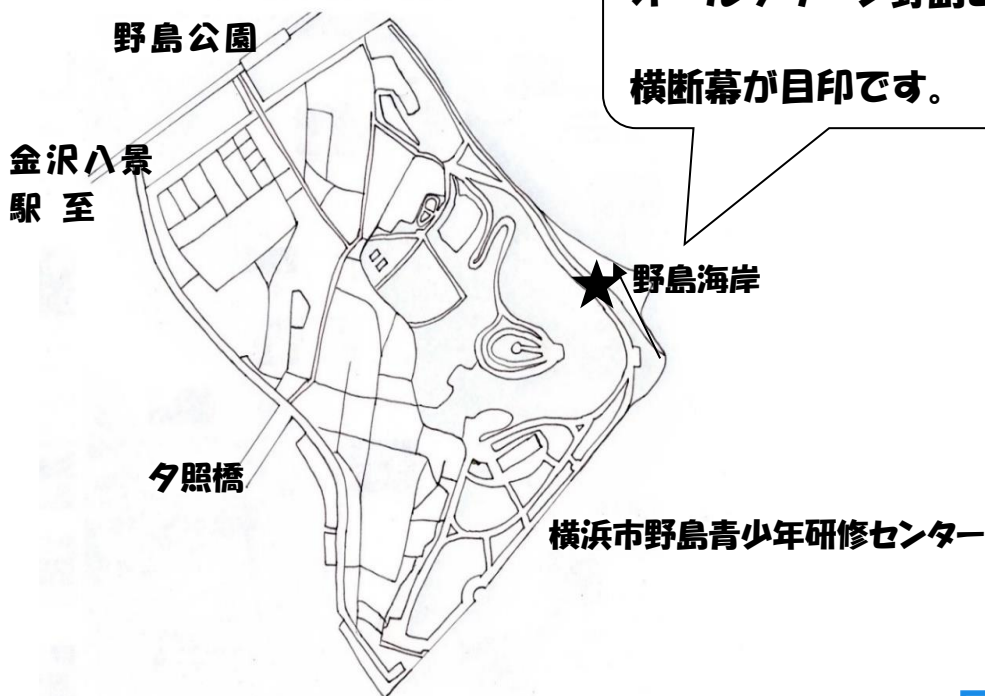 横断幕が目印です。
野島公園
金沢八景
駅 至
野島海岸
夕照橋
横浜市野島青少年研修センター